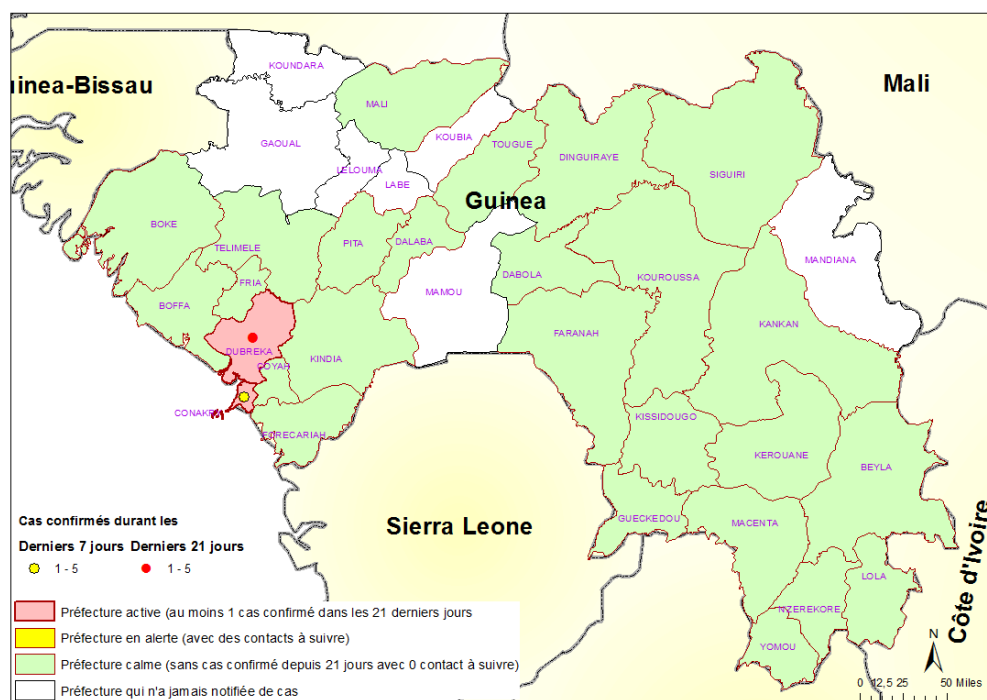 KOUNDARA
uinea-Bissau
Mali
MALI
GAOUAL
KOUBIA
TOUGUE
DINGUIRAYE
LELOUMA
LABE
SIGUIRI
Guinea
BOKE
TELIMELE
PITA
DALABA
MANDIANA
FRIA
DABOLA
KOUROUSSA
BOFFA
MAMOU
KANKAN
FARANAH
DUBREKA
KINDIA
COYAH
CONAKRY
KISSIDOUGO
FORECARIAH
KEROUANE
BEYLA
Sierra Leone
GUECKEDOU
MACENTA
Côte d'Ivoire
LOLA
NZEREKORE
YOMOU
Cas confirmés durant les
Derniers 7 jours Derniers 21 jours
1 - 5 1 - 5
Préfecture active (au moins 1 cas confirmé dans les 21 derniers jours
Préfecture en alerte (avec des contacts à suivre)
Préfecture calme (sans cas confirmé depuis 21 jours avec 0 contact à suivre)
Préfecture qui n'a jamais notifiée de cas
N
0 12,5 25 50 Miles